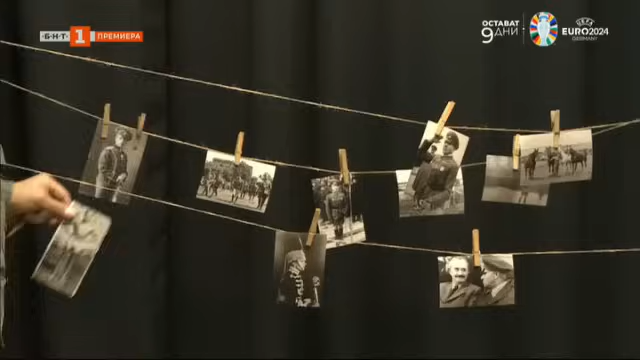 БНТ 1 ПРЕМИЕРА
ОСТАВАТ
9 ДНИ
UEFA
EURO2024
GERMANY